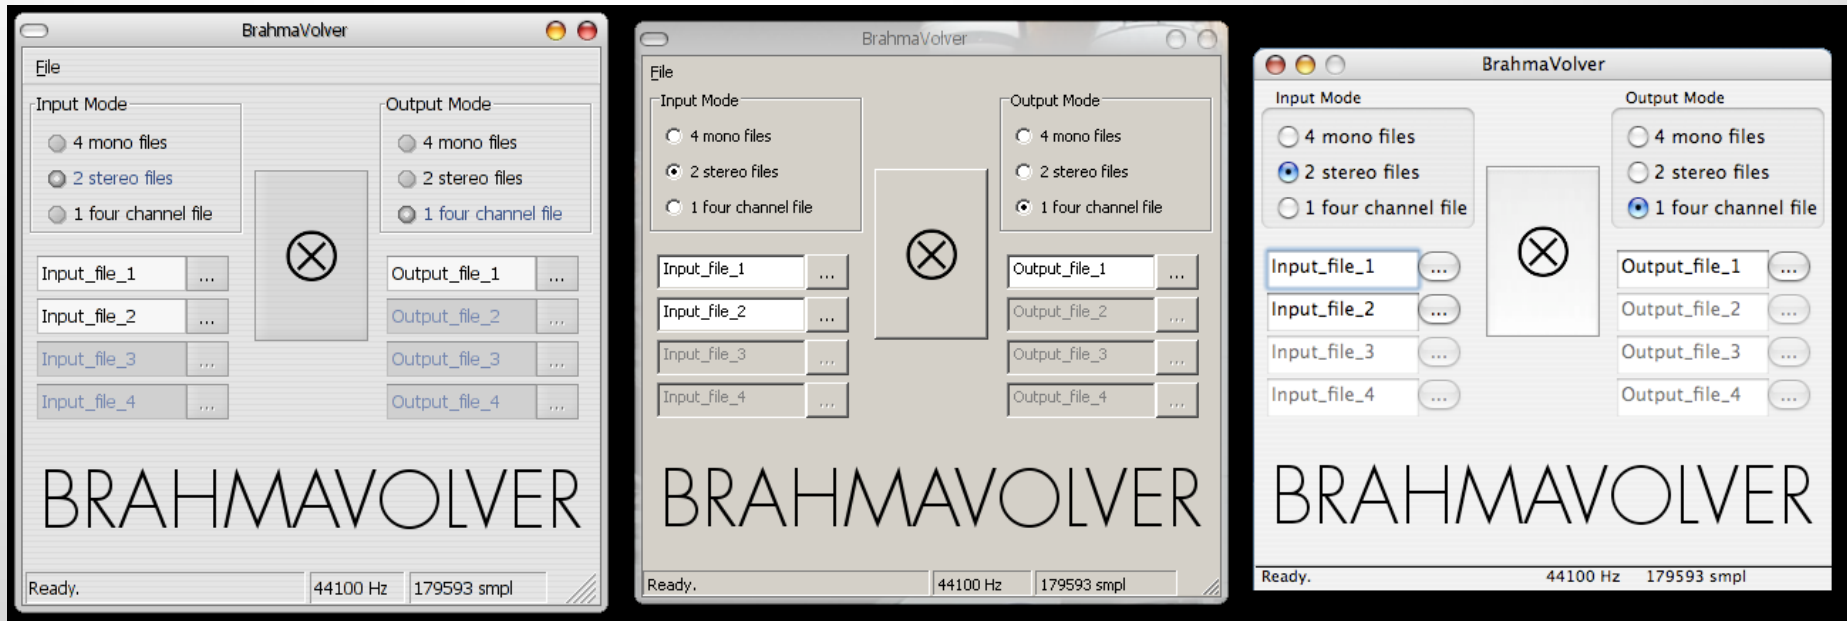 BrahmaVolver
File
Input Mode
4 mono files
2 stereo files
1 four channel file
Output Mode
4 mono files
2 stereo files
1 four channel file
Input_file_1 ...
Input_file_2 ...
Input_file_3 ...
Input_file_4 ...
Output_file_1 ...
Output_file_2 ...
Output_file_3 ...
Output_file_4 ...
BRAHMAVOLVER
Ready. 44100 Hz 179593 smpl
BrahmaVolver
File
Input Mode
4 mono files
2 stereo files
1 four channel file
Output Mode
4 mono files
2 stereo files
1 four channel file
Input_file_1 ...
Input_file_2 ...
Input_file_3 ...
Input_file_4 ...
Output_file_1 ...
Output_file_2 ...
Output_file_3 ...
Output_file_4 ...
BRAHMAVOLVER
Ready. 44100 Hz 179593 smpl
BrahmaVolver
Input Mode
4 mono files
2 stereo files
1 four channel file
Output Mode
4 mono files
2 stereo files
1 four channel file
Input_file_1 ...
Input_file_2 ...
Input_file_3 ...
Input_file_4 ...
Output_file_1 ...
Output_file_2 ...
Output_file_3 ...
Output_file_4 ...
BRAHMAVOLVER
Ready. 44100 Hz 179593 smpl